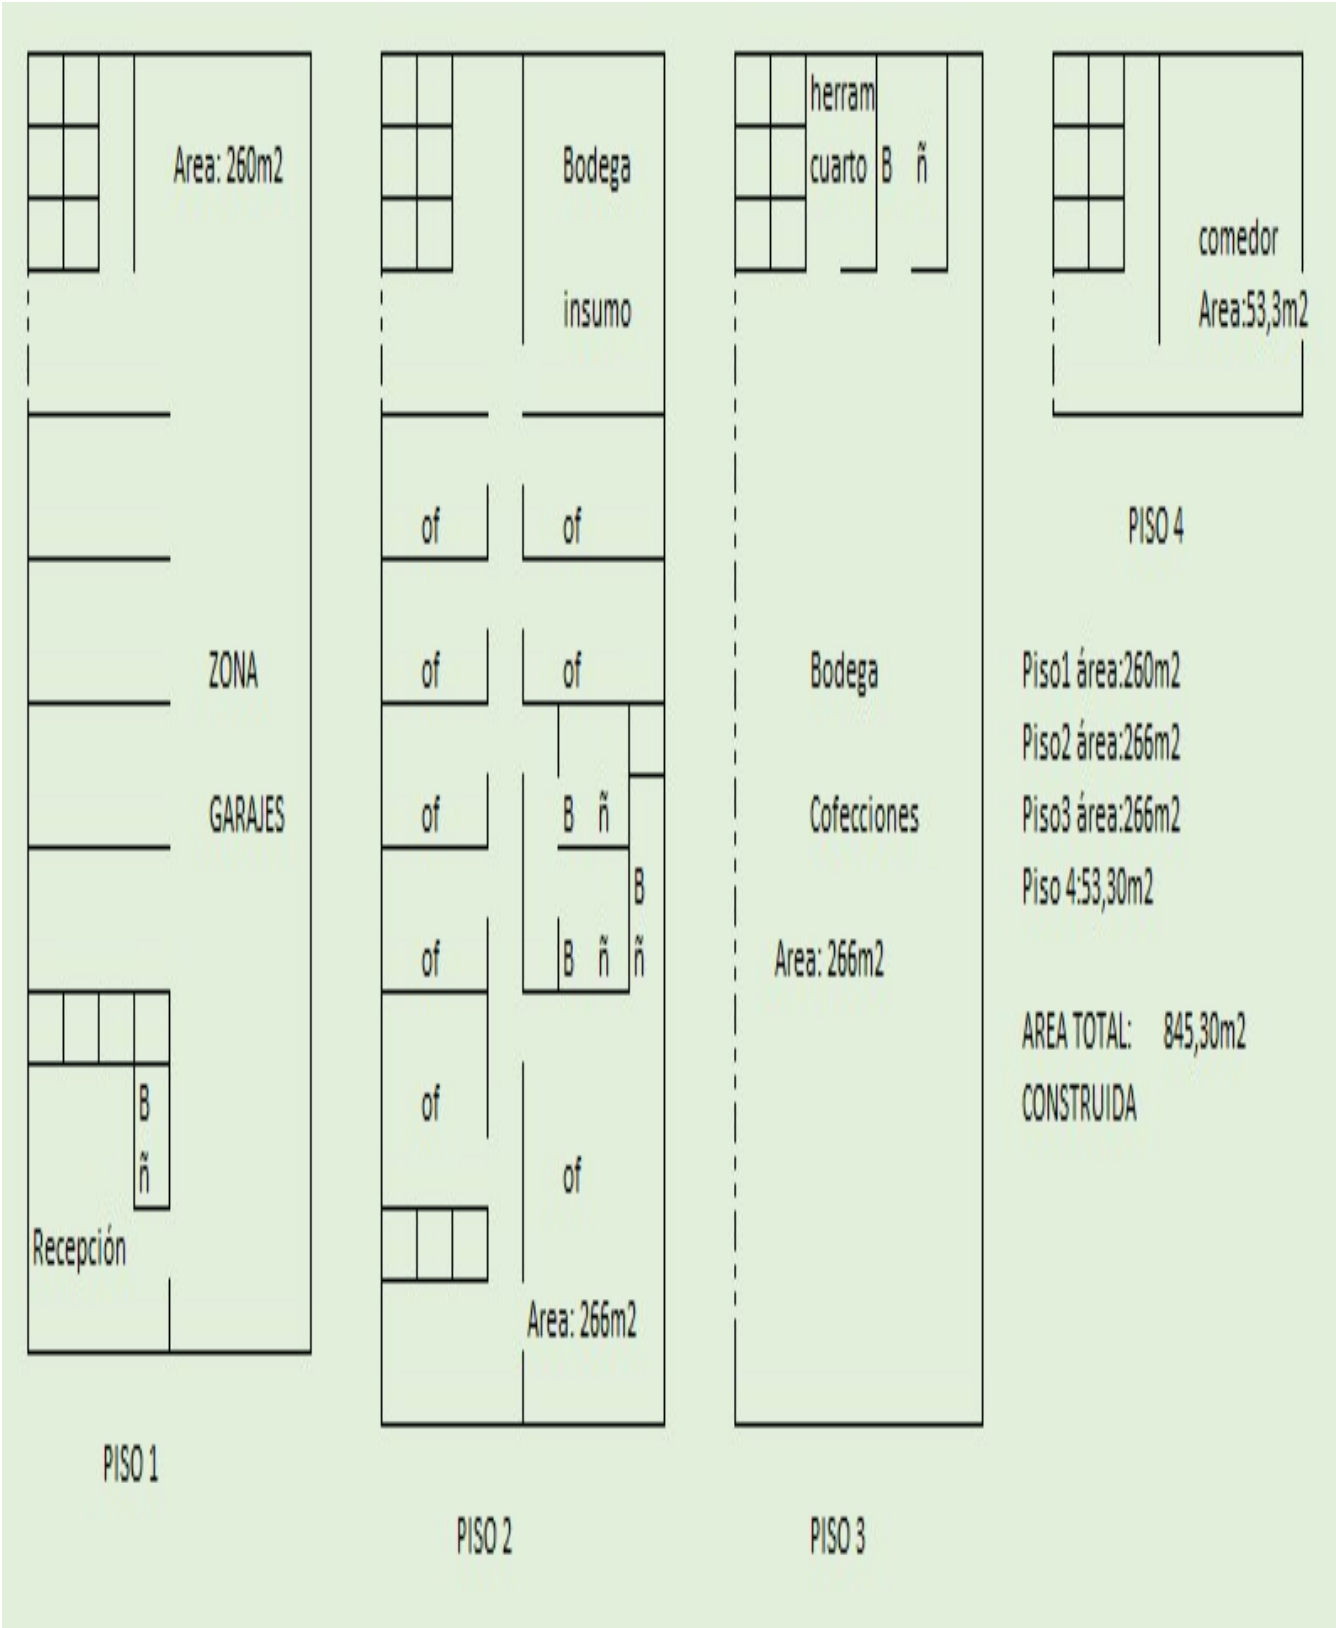 Area: 260m2
ZONA
GARAJES
B
ñ
Recepción
PISO 1
Bodega
insumo
of of
of of
of B ñ
B
of B ñ ñ
of
of
Area: 266m2
PISO 2
herram
cuarto B ñ
Bodega
Cofecciones
Area: 266m2
PISO 3
comedor
Area:53,3m2
PISO 4
Piso1 área:260m2
Piso2 área:266m2
Piso3 área:266m2
Piso 4:53,30m2
AREA TOTAL: 845,30m2
CONSTRUIDA